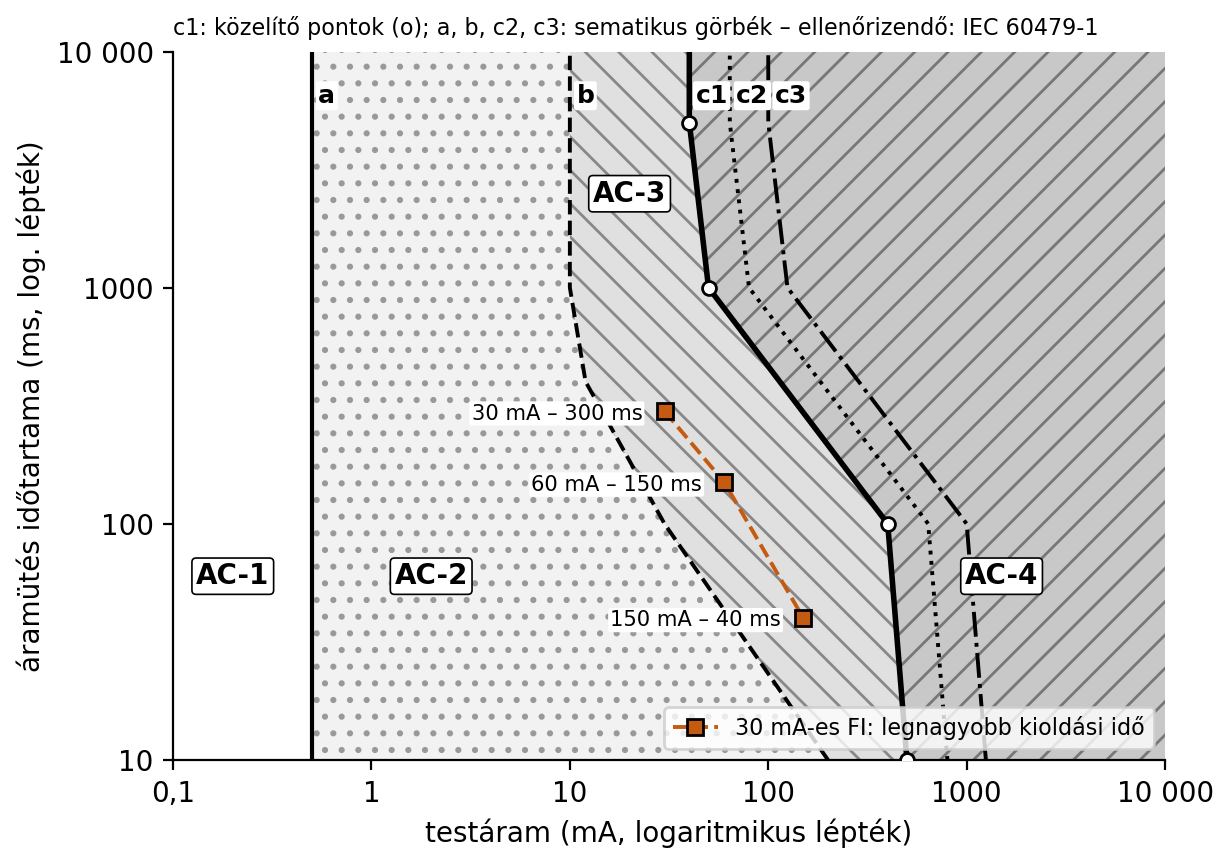 c1: közelítő pontok (o); a, b, c2, c3: sematikus görbék – ellenőrizendő: IEC 60479-1
áramütés időtartama (ms, log. lépték)
10 000
1000
100
10
a
b
c1
c2
c3
AC-3
30 mA – 300 ms
60 mA – 150 ms
AC-1
AC-2
AC-4
150 mA – 40 ms
30 mA-es FI: legnagyobb kioldási idő
0,1
1
10
100
1000
10 000
testáram (mA, logaritmikus lépték)